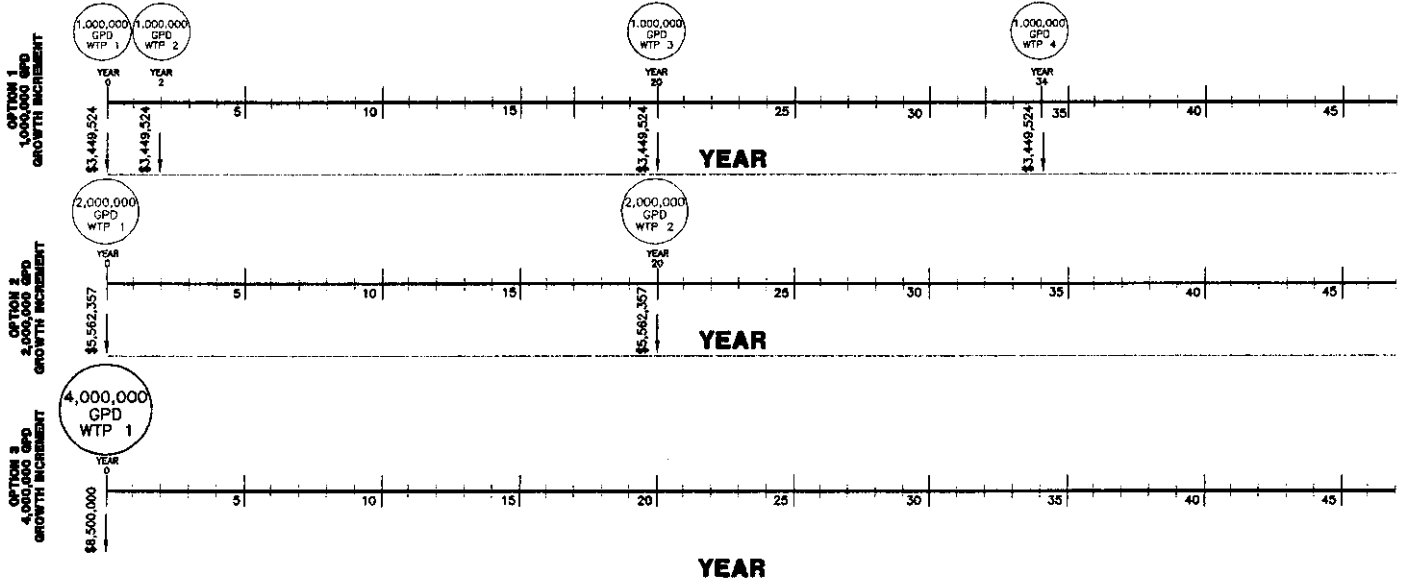 OPTION 1
1,000,000 GPD
GROWTH INCREMENT
1,000,000
GPD
WTP 1
1,000,000
GPD
WTP 2
1,000,000
GPD
WTP 3
1,000,000
GPD
WTP 4
YEAR
0
YEAR
2
YEAR
20
YEAR
34
5 10 15 25 30 35 40 45
$3,449,524
$3,449,524
$3,449,524
$3,449,524
YEAR
OPTION 2
2,000,000 GPD
GROWTH INCREMENT
2,000,000
GPD
WTP 1
2,000,000
GPD
WTP 2
YEAR
0
YEAR
20
5 10 15 25 30 35 40 45
$5,562,357
$5,562,357
YEAR
OPTION 3
4,000,000 GPD
GROWTH INCREMENT
4,000,000
GPD
WTP 1
YEAR
0
5 10 15 20 25 30 35 40 45
$8,500,000
YEAR